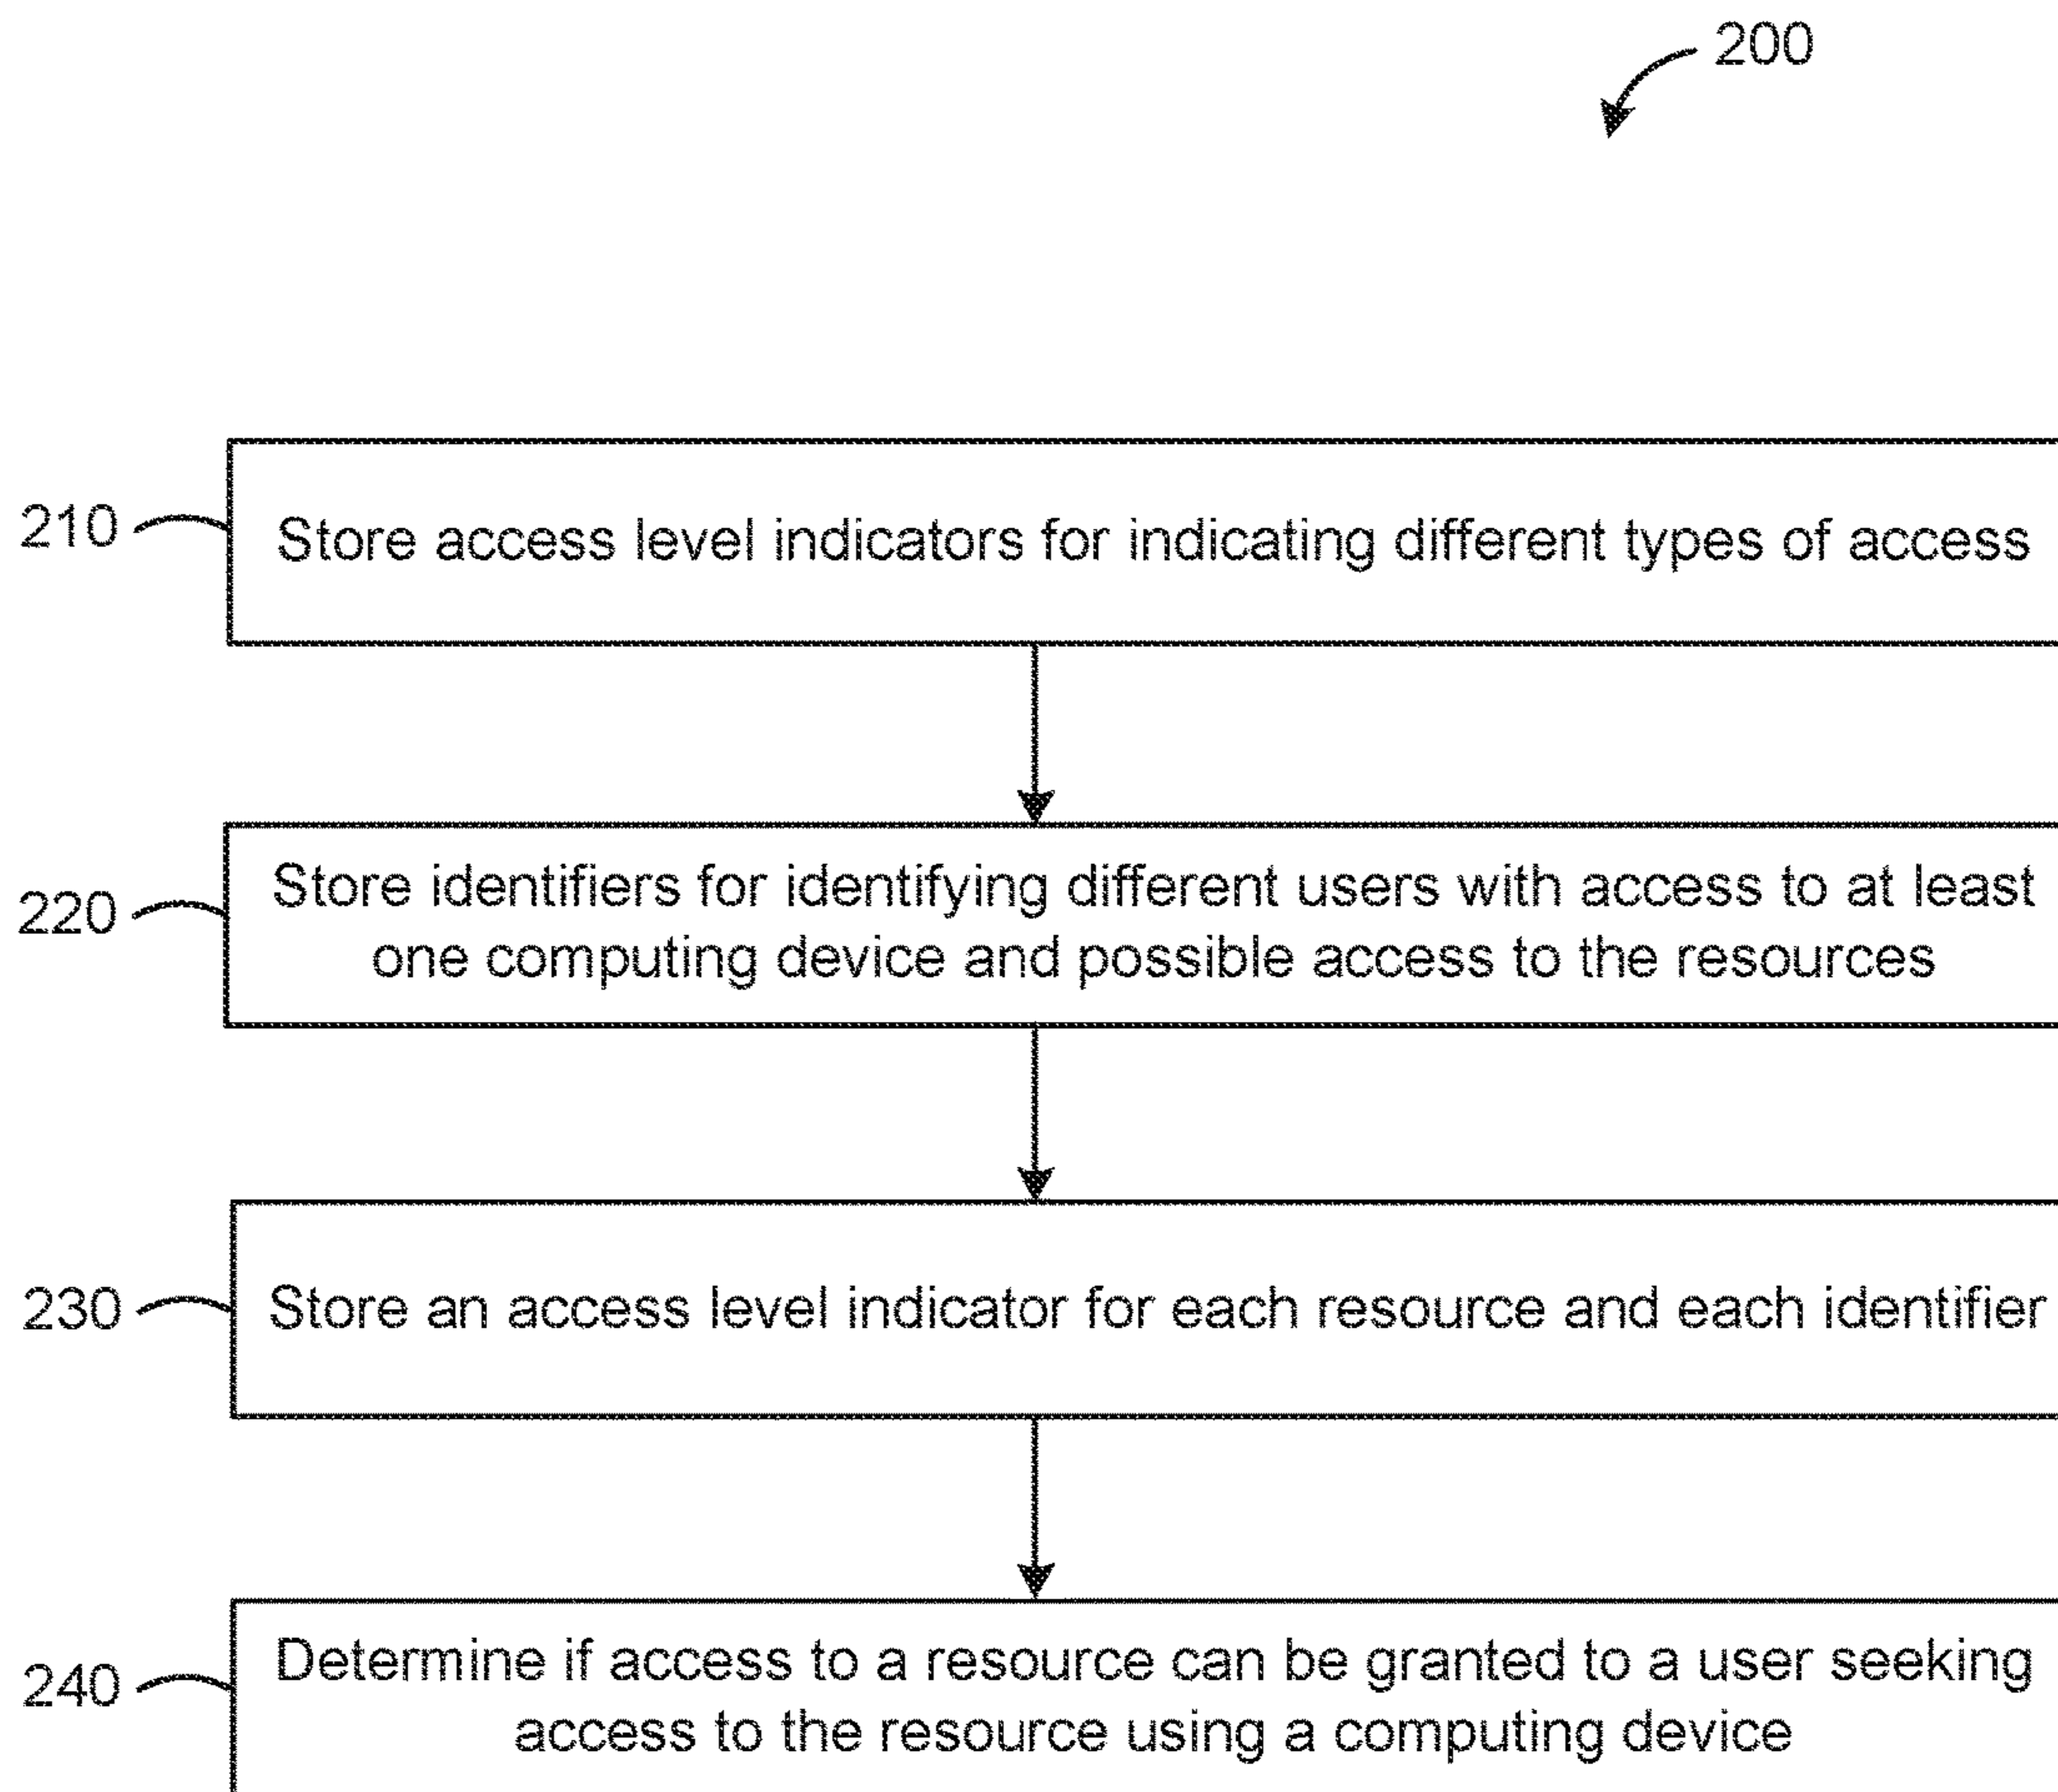 200
210
Store access level indicators for indicating different types of access
220
Store identifiers for identifying different users with access to at least
one computing device and possible access to the resources
230
Store an access level indicator for each resource and each identifier
240
Determine if access to a resource can be granted to a user seeking
access to the resource using a computing device